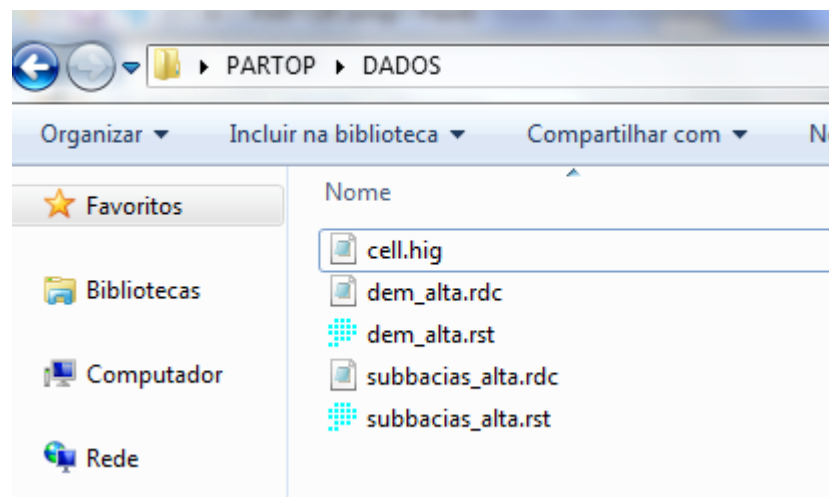 PARTOP DADOS
Organizar Incluir na biblioteca Compartilhar com
Favoritos
Bibliotecas
Computador
Rede
Nome
cell.hig
dem_alta.rdc
dem_alta.rst
subbacias_alta.rdc
subbacias_alta.rst